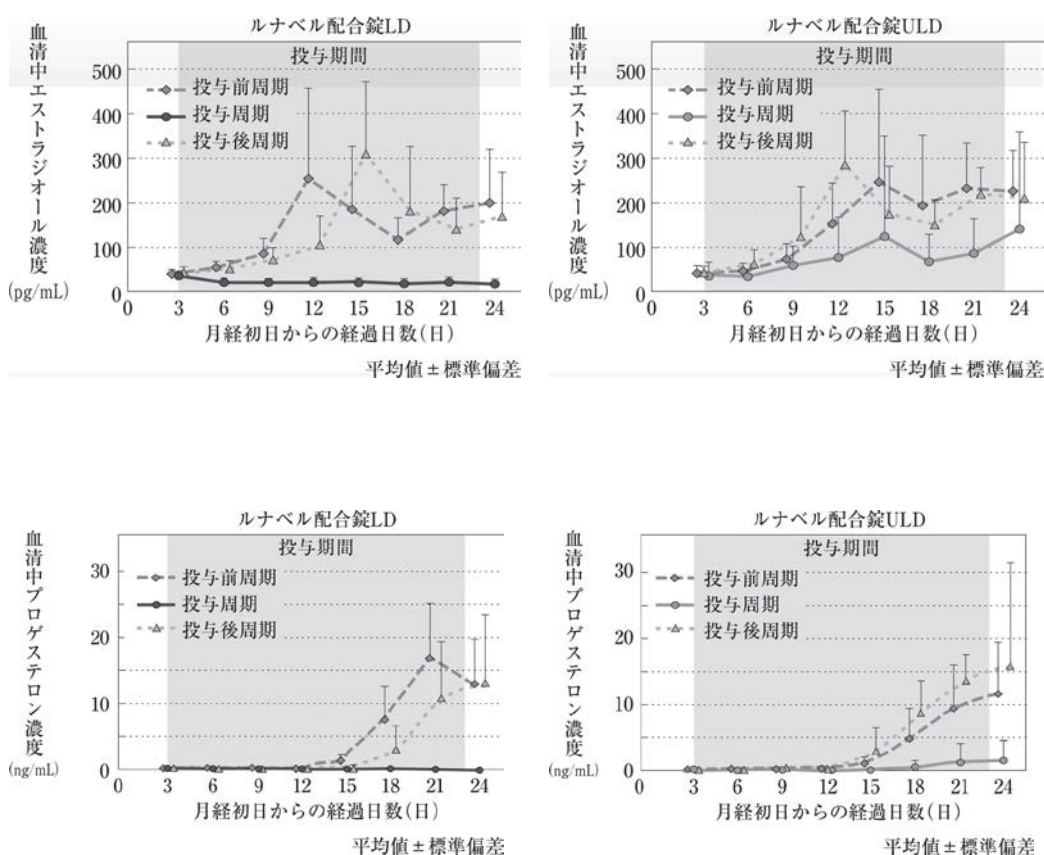 ルナベル配合錠LD
血清中エストラジオール濃度
(pg/mL)
投与期間
500
400
300
200
100
0
投与前周期
投与周期
投与後周期
0 3 6 9 12 15 18 21 24
月経初日からの経過日数(日)
平均値±標準偏差
ルナベル配合錠ULD
血清中エストラジオール濃度
(pg/mL)
投与期間
500
400
300
200
100
0
投与前周期
投与周期
投与後周期
0 3 6 9 12 15 18 21 24
月経初日からの経過日数(日)
平均値±標準偏差
ルナベル配合錠LD
血清中プロゲステロン濃度
(ng/mL)
投与期間
30
20
10
0
投与前周期
投与周期
投与後周期
0 3 6 9 12 15 18 21 24
月経初日からの経過日数(日)
平均値±標準偏差
ルナベル配合錠ULD
血清中プロゲステロン濃度
(ng/mL)
投与期間
30
20
10
0
投与前周期
投与周期
投与後周期
0 3 6 9 12 15 18 21 24
月経初日からの経過日数(日)
平均値±標準偏差